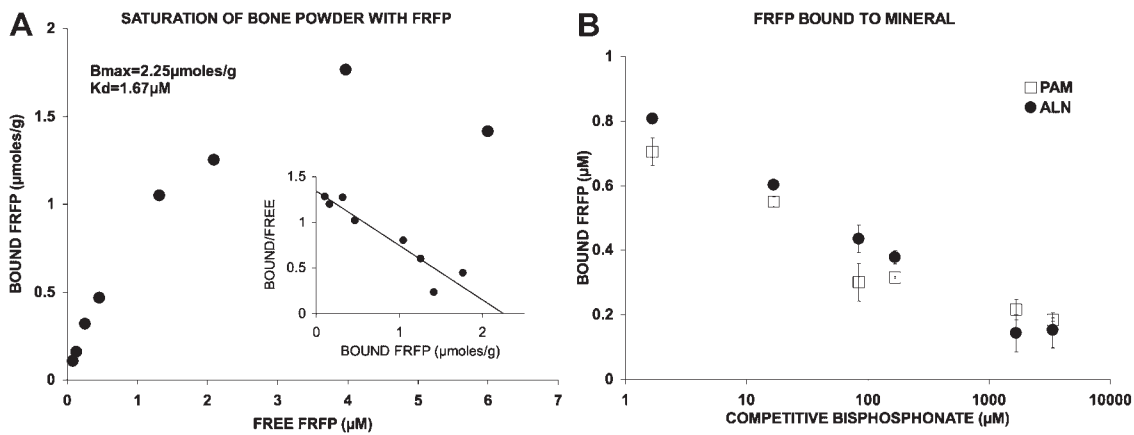 A
SATURATION OF BONE POWDER WITH FRFP
Bmax=2.25µmoles/g
Kd=1.67µM
BOUND FRFP (µmoles/g)
2
1.5
1
0.5
0
0 1 2 3 4 5 6 7
FREE FRFP (µM)
BOUND/FREE
1.5
1
0.5
0
0 1 2
BOUND FRFP (µmoles/g)
B
FRFP BOUND TO MINERAL
PAM
ALN
BOUND FRFP (µM)
1
0.8
0.6
0.4
0.2
0
1 10 100 1000 10000
COMPETITIVE BISPHOSPHONATE (µM)